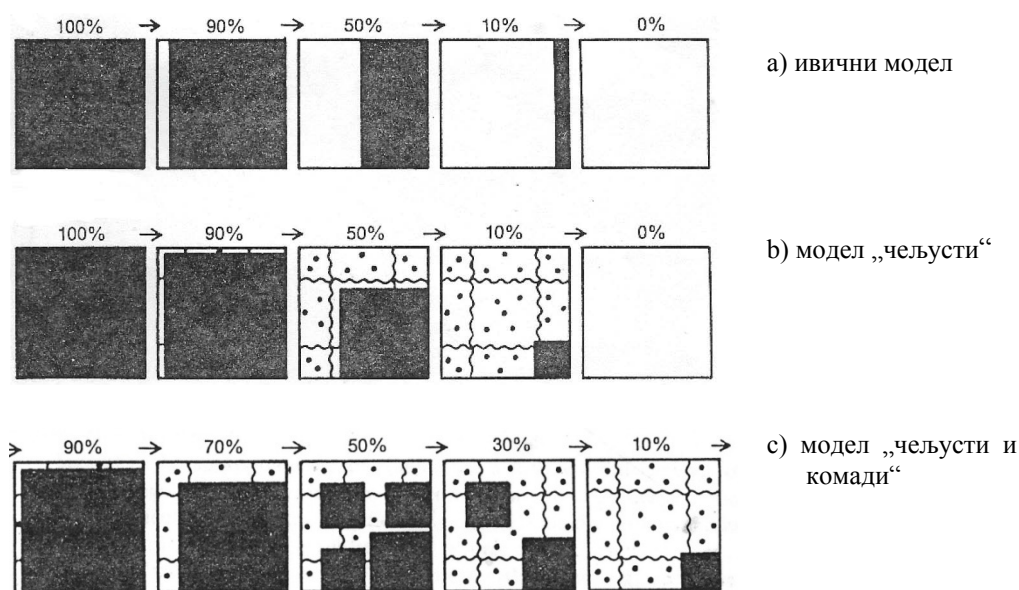 100% → 90% → 50% → 10% → 0%
а) ивични модел
100% → 90% → 50% → 10% → 0%
b) модел „чељусти“
→ 90% → 70% → 50% → 30% → 10% →
c) модел „чељусти и
комади“